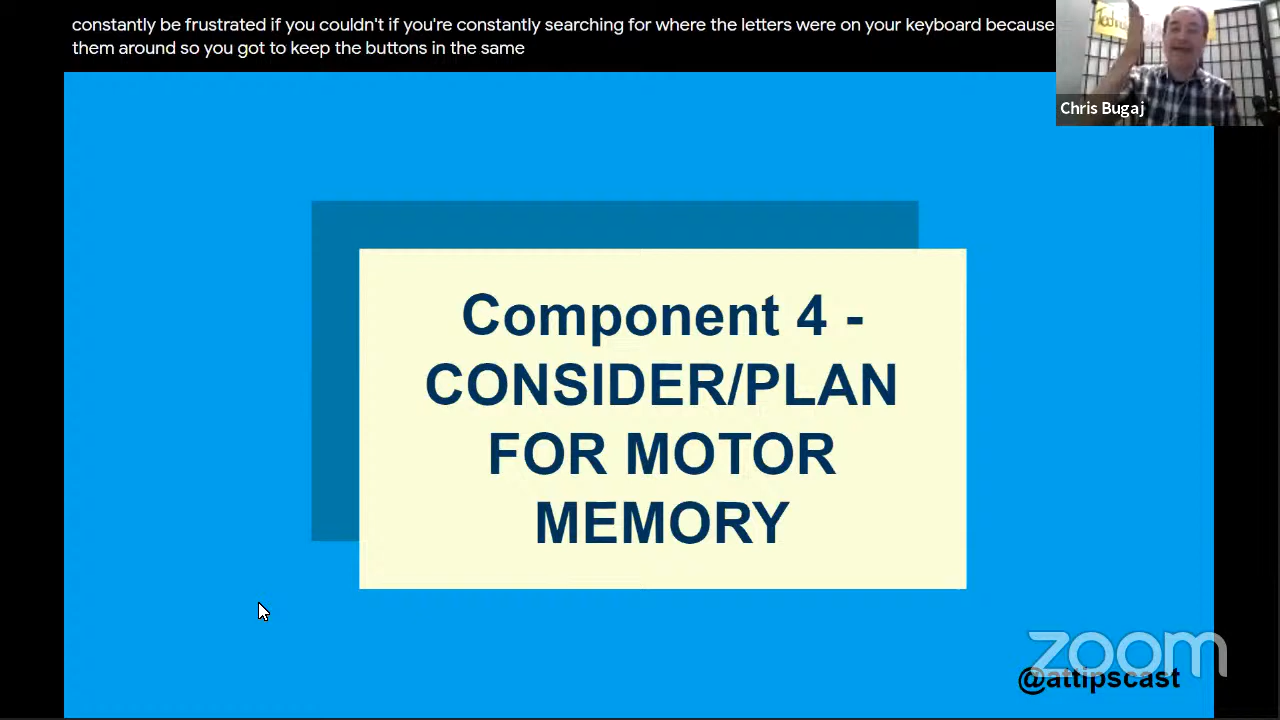 constantly be frustrated if you couldn't if you're constantly searching for where the letters were on your keyboard because
them around so you got to keep the buttons in the same
Chris Bugaj
Component 4 -
CONSIDER/PLAN
FOR MOTOR
MEMORY
zoom
@attipscast